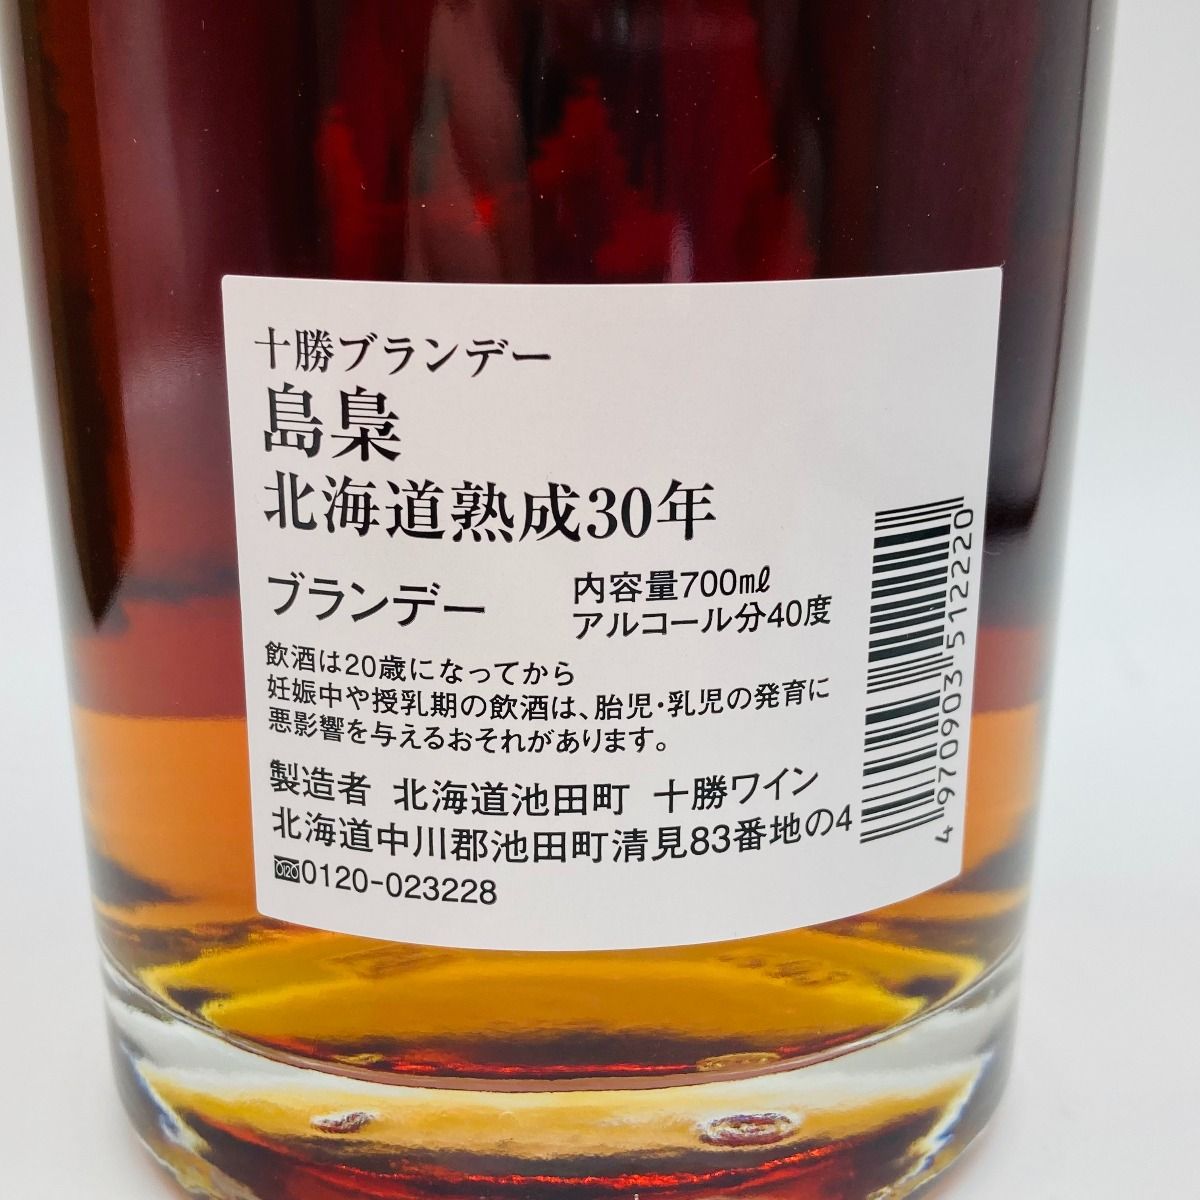 十勝ブランデー
島梟
北海道熟成30年
ブランデー
内容量700㎖
アルコール分40度
飲酒は20歳になってから
妊娠中や授乳期の飲酒は、胎児・乳児の発育に
悪影響を与えるおそれがあります。
製造者 北海道池田町 十勝ワイン
北海道中川郡池田町清見83番地の4
0120-023228
4970903512220